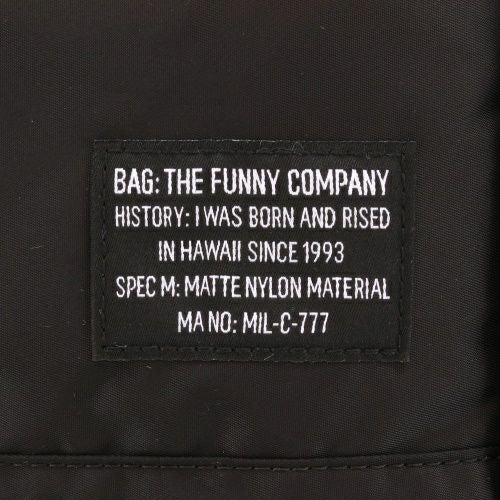 BAG: THE FUNNY COMPANY
HISTORY: I WAS BORN AND RISED
IN HAWAII SINCE 1993
SPEC M: MATTE NYLON MATERIAL
MA NO: MIL-C-777